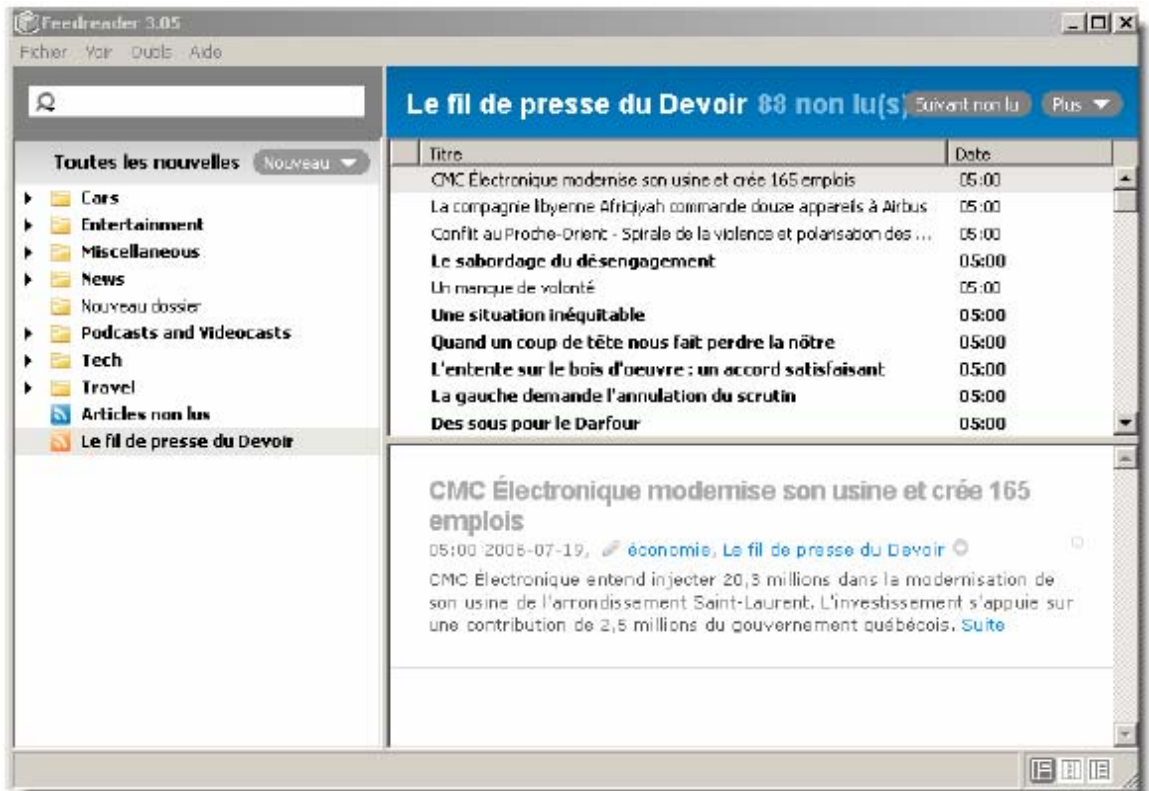 Feedreader 3.05
Fichier Voir Outils Aide
Le fil de presse du Devoir 88 non lu(s) Suivant non lu Plus
Toutes les nouvelles Nouveau
Cars
Entertainment
Miscellaneous
News
Nouveau dossier
Podcasts and Videocasts
Tech
Travel
Articles non lus
Le fil de presse du Devoir
Titre Date
CMC Électronique modernise son usine et crée 165 emplois 05:00
La compagnie libyenne Afriqiyah commande douze appareils à Airbus 05:00
Conflit au Proche-Orient - Spirale de la violence et polarisation des ... 05:00
Le sabordage du désengagement 05:00
Un manque de volonté 05:00
Une situation inéquitable 05:00
Quand un coup de tête nous fait perdre la nôtre 05:00
L'entente sur le bois d'oeuvre : un accord satisfaisant 05:00
La gauche demande l'annulation du scrutin 05:00
Des sous pour le Darfour 05:00
CMC Électronique modernise son usine et crée 165
emplois
05:00 2006-07-19, économie, Le fil de presse du Devoir
CMC Électronique entend injecter 20,3 millions dans la modernisation de
son usine de l'arrondissement Saint-Laurent. L'investissement s'appuie sur
une contribution de 2,5 millions du gouvernement québécois. Suite